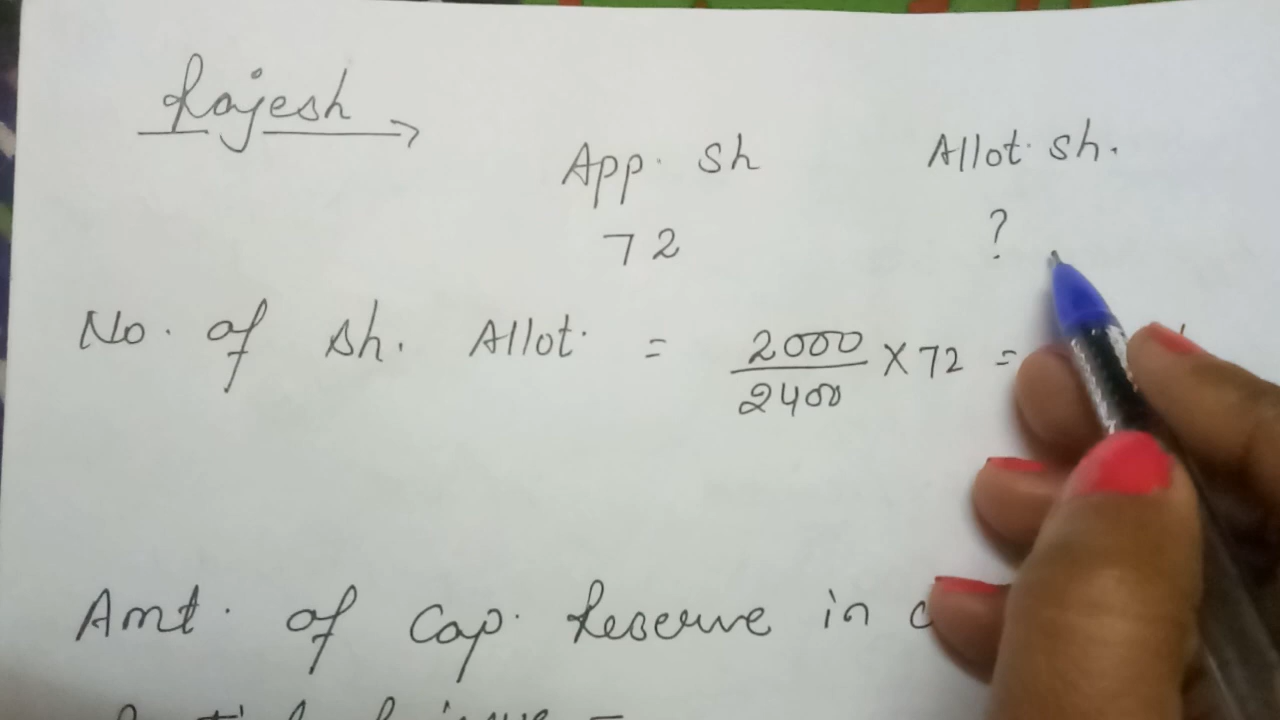 Rajesh →
App. Sh Allot. Sh.
72 ?
No. of Sh. Allot. = 2000/2400 × 72 =
Amt. of Cap. Reserve in